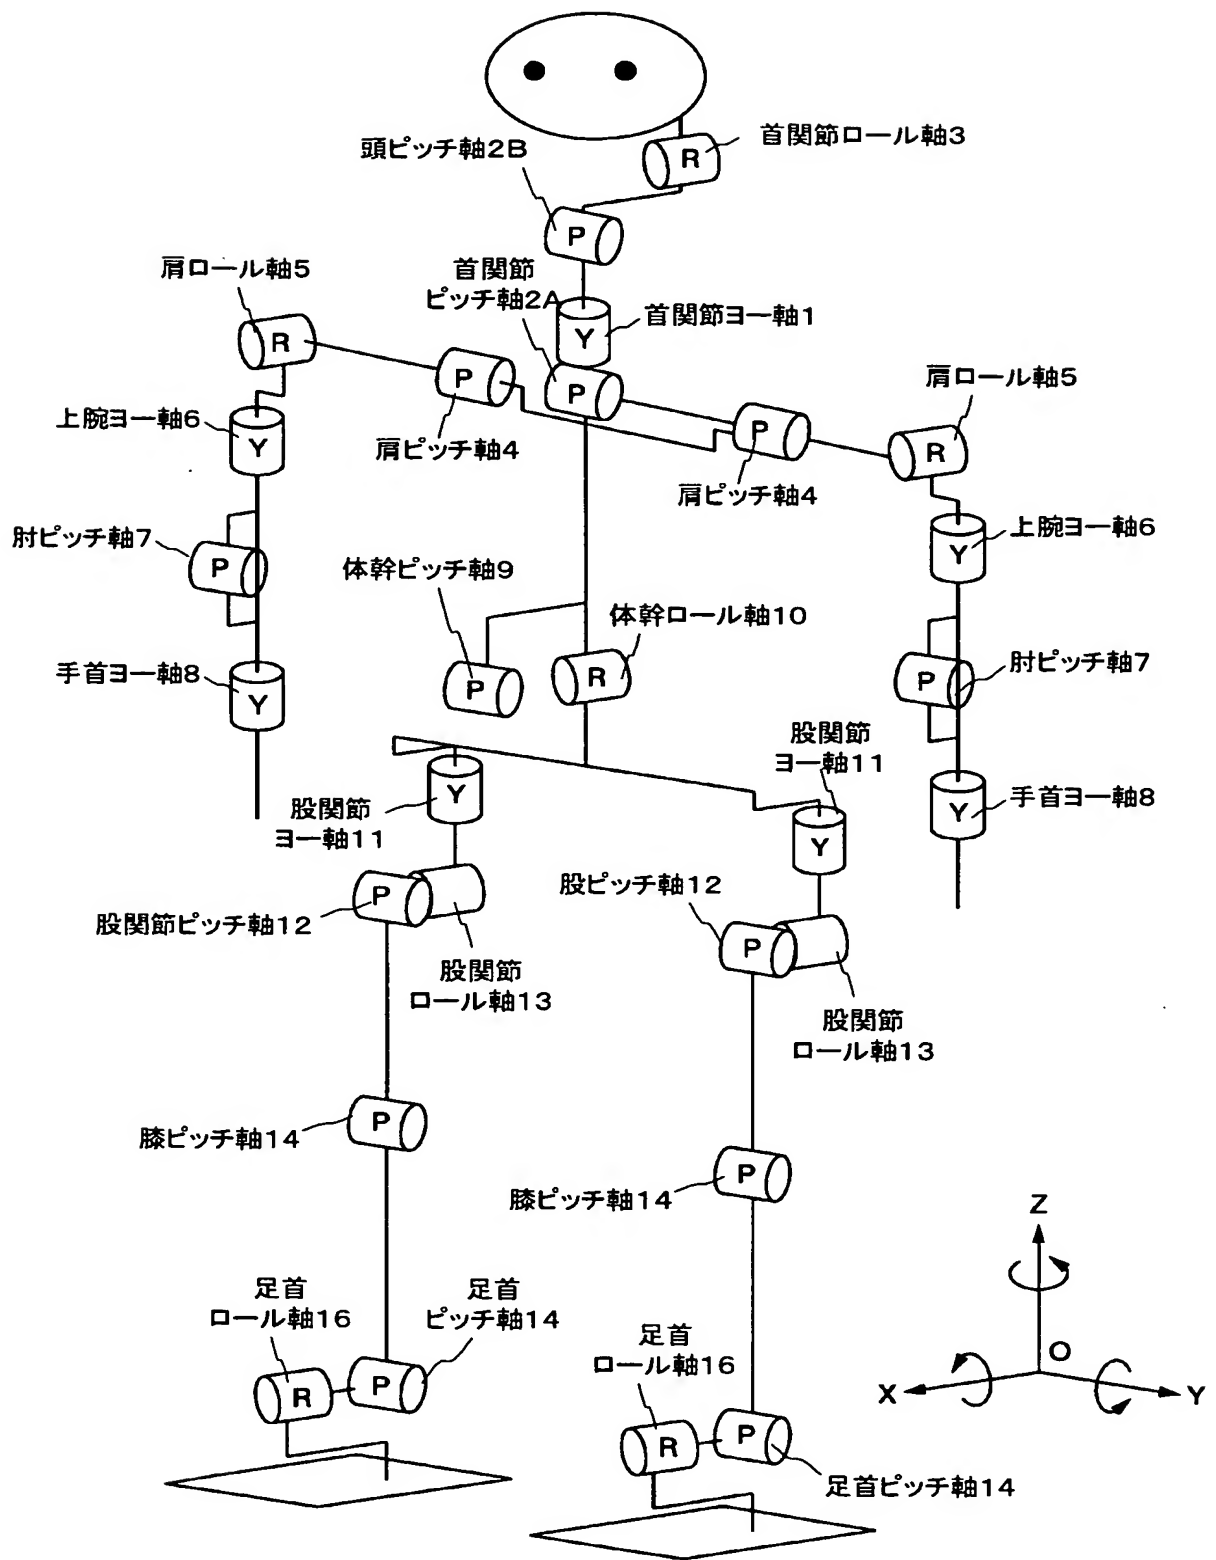 頭ピッチ軸2B
首関節ロール軸3
R
P
肩ロール軸5
首関節
ピッチ軸2A
首関節ヨー軸1
Y
R
P
P
肩ロール軸5
上腕ヨー軸6
Y
肩ピッチ軸4
P
R
肩ピッチ軸4
肘ピッチ軸7
P
体幹ピッチ軸9
体幹ロール軸10
上腕ヨー軸6
Y
手首ヨー軸8
Y
P
R
肘ピッチ軸7
P
股関節
ヨー軸11
Y
股関節
ヨー軸11
Y
手首ヨー軸8
Y
股関節ピッチ軸12
P
股ピッチ軸12
P
股関節
ロール軸13
股関節
ロール軸13
膝ピッチ軸14
P
膝ピッチ軸14
P
足首
ロール軸16
足首
ピッチ軸14
R
P
足首
ロール軸16
R
P
足首ピッチ軸14
Z
O
X
Y